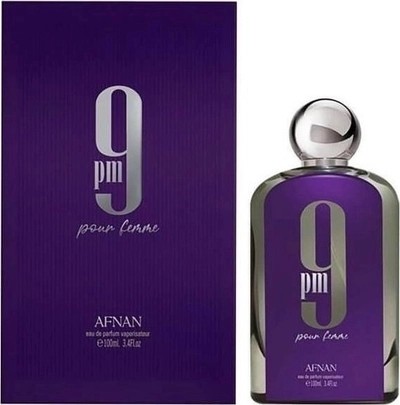 9
pm
pour femme
AFNAN
eau de parfum vaporisateur
℮100ml. 3.4Fl.oz
9
pm
pour femme
AFNAN
eau de parfum vaporisateur
℮100ml. 3.4Fl.oz